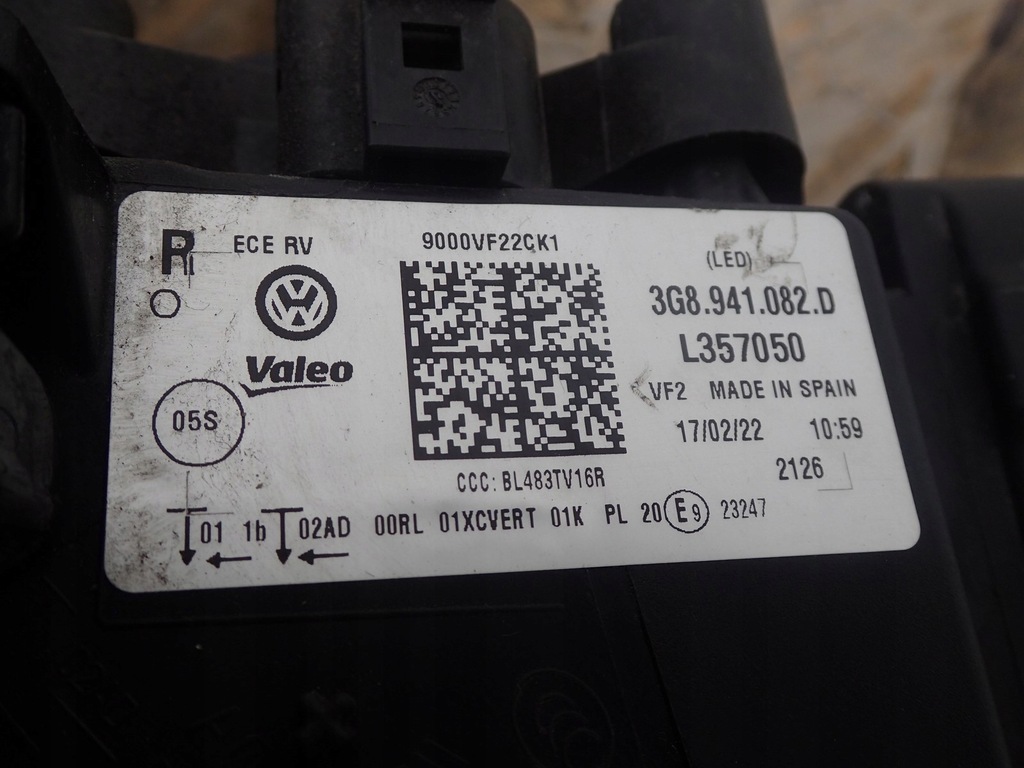 R ECE RV
Valeo
05S
9000VF22CK1
CCC: BL483TV16R
(LED)
3G8.941.082.D
L357050
VF2 MADE IN SPAIN
17/02/22 10:59
2126
01 1b 02AD 00RL 01XCVERT 01K PL 20 E9 23247